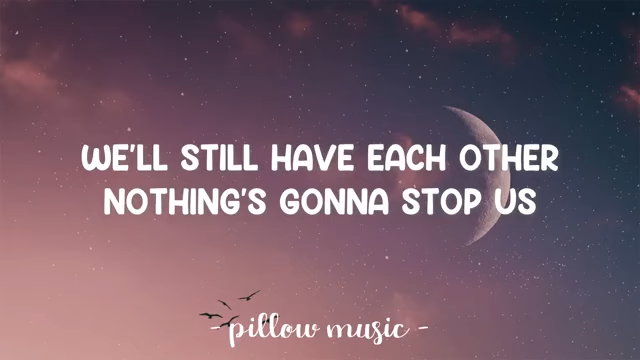 WE'LL STILL HAVE EACH OTHER
NOTHING'S GONNA STOP US
- pillow music -